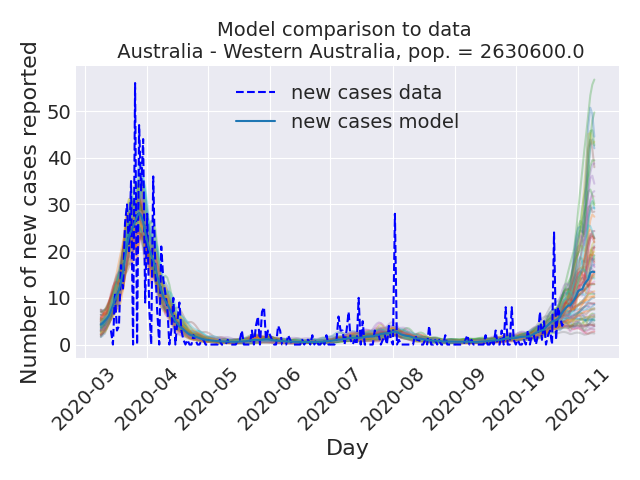 Model comparison to data
Australia - Western Australia, pop. = 2630600.0
Number of new cases reported
50
40
30
20
10
0
new cases data
new cases model
2020-03
2020-04
2020-05
2020-06
2020-07
2020-08
2020-09
2020-10
2020-11
Day